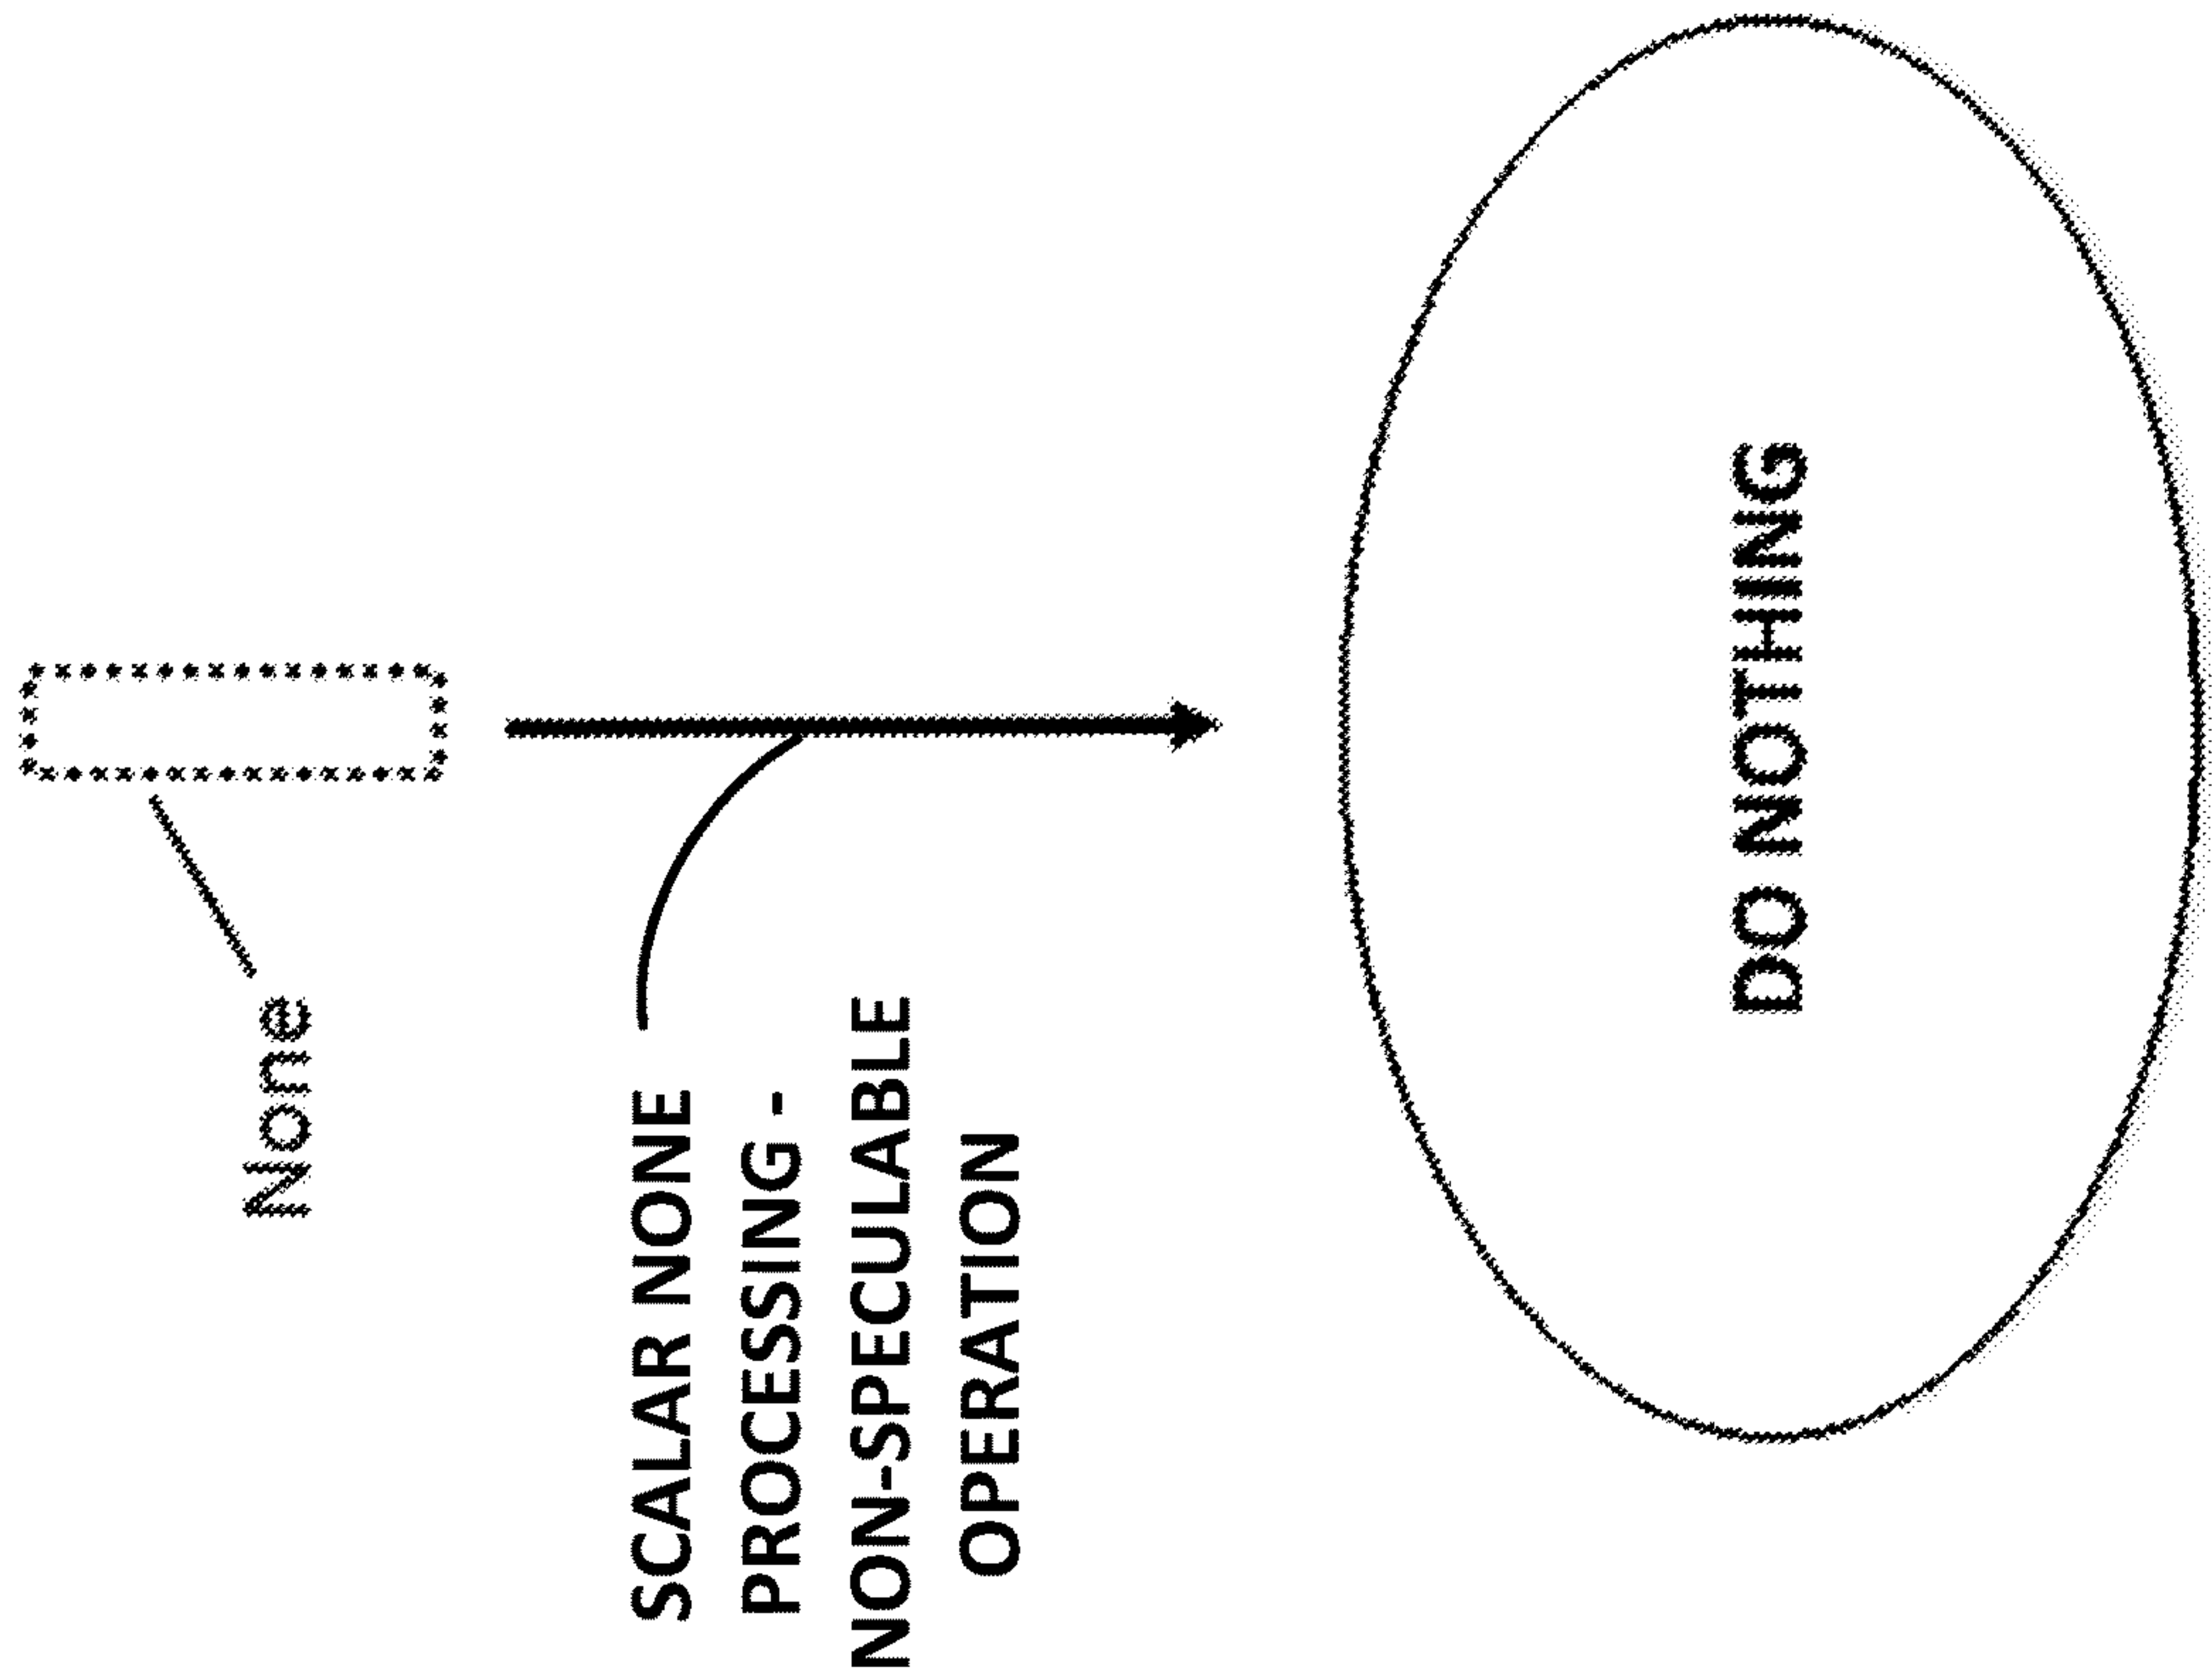 None
SCALAR NONE
PROCESSING -
NON-SPECULABLE
OPERATION
DO NOTHING